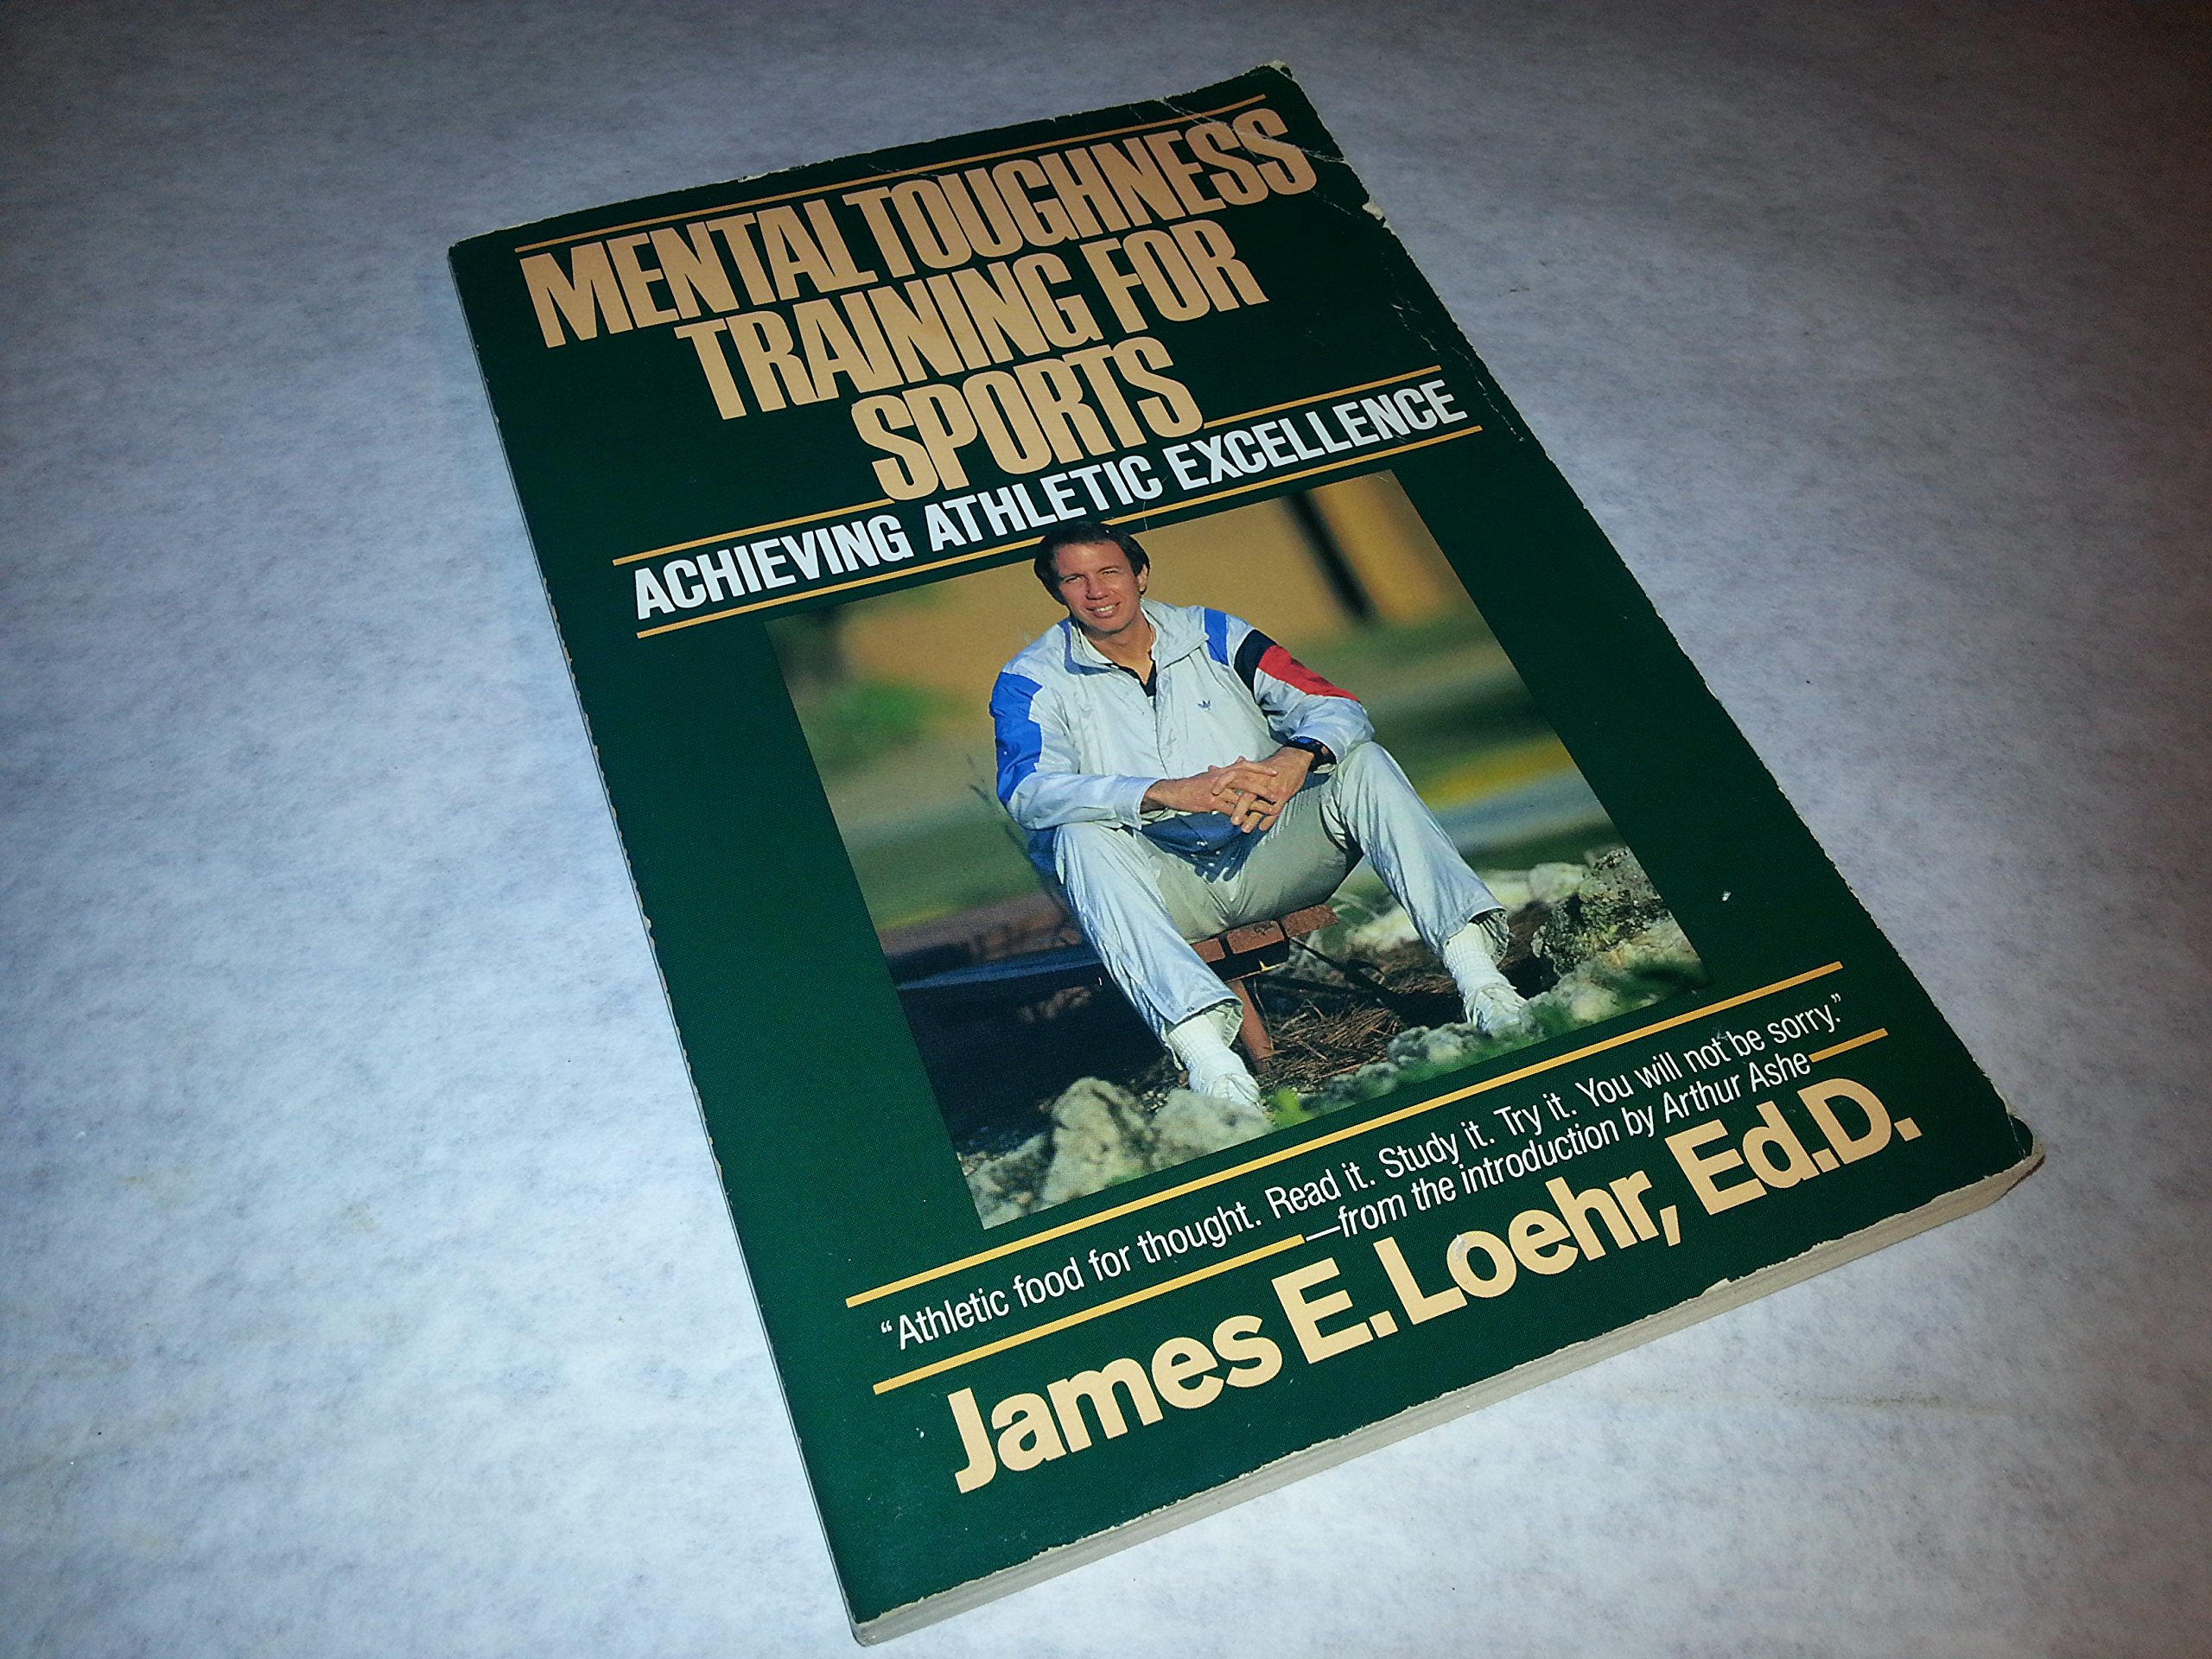 MENTAL TOUGHNESS
TRAINING FOR
SPORTS
ACHIEVING ATHLETIC EXCELLENCE
“Athletic food for thought. Read it. Study it. Try it. You will not be sorry.”
—from the introduction by Arthur Ashe
James E. Loehr, Ed.D.